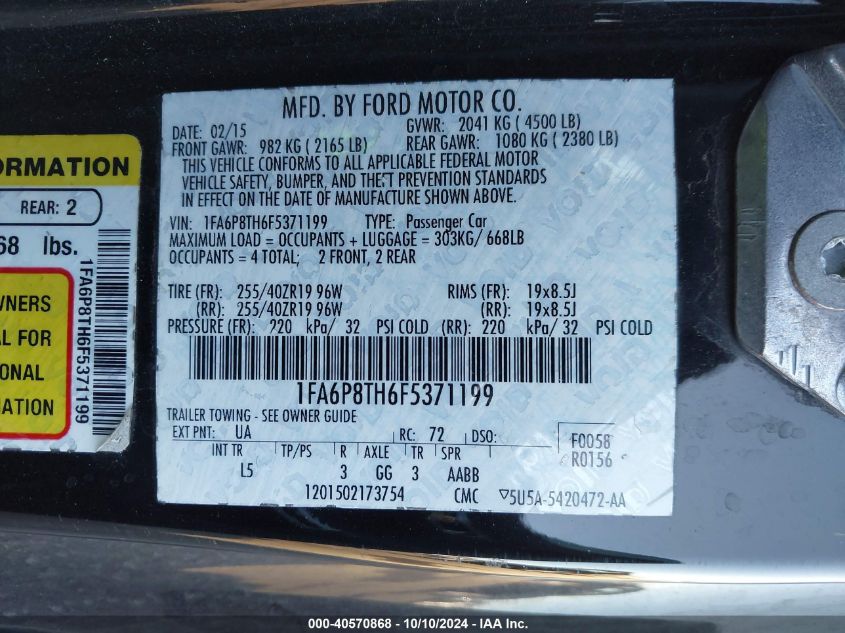 MFD. BY FORD MOTOR CO.
DATE: 02/15 GVWR: 2041 KG ( 4500 LB)
FRONT GAWR: 982 KG ( 2165 LB) REAR GAWR: 1080 KG ( 2380 LB)
THIS VEHICLE CONFORMS TO ALL APPLICABLE FEDERAL MOTOR
VEHICLE SAFETY, BUMPER, AND THEFT PREVENTION STANDARDS
IN EFFECT ON THE DATE OF MANUFACTURE SHOWN ABOVE.
VIN: 1FA6P8TH6F5371199 TYPE: Passenger Car
MAXIMUM LOAD = OCCUPANTS + LUGGAGE = 303KG/ 668LB
OCCUPANTS = 4 TOTAL; 2 FRONT, 2 REAR
TIRE (FR): 255/40ZR19 96W RIMS (FR): 19x8.5J
(RR): 255/40ZR19 96W (RR): 19x8.5J
PRESSURE (FR): 220 kPa/ 32 PSI COLD (RR): 220 kPa/ 32 PSI COLD
1FA6P8TH6F5371199
TRAILER TOWING - SEE OWNER GUIDE
EXT PNT: UA RC: 72 DSO: F0058
R0156
INT TR TP/PS R AXLE TR SPR
L5 3 GG 3 AABB
1201502173754 CMC ▽5U5A-5420472-AA
ORMATION
REAR: 2
68 lbs.
WNERS
AL FOR
IONAL
MATION
1FA6P8TH6F5371199
000-40570868 - 10/10/2024 - IAAI Inc.